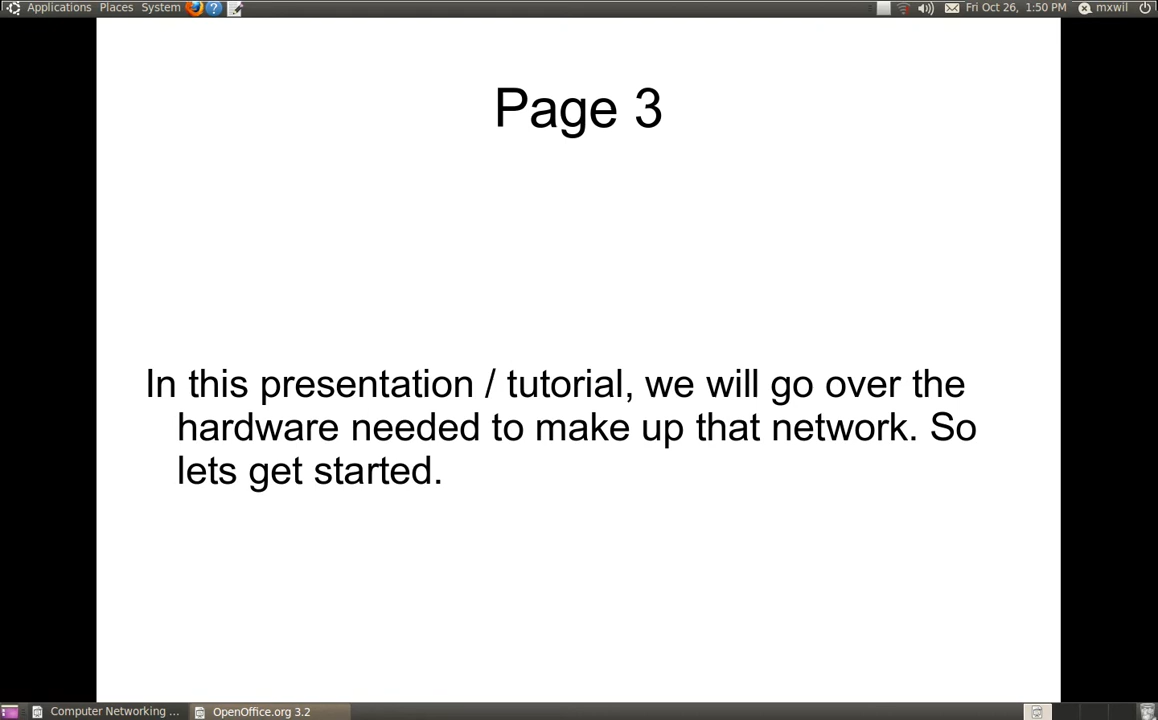 Applications Places System
Fri Oct 26, 1:50 PM mxwil
Page 3
In this presentation / tutorial, we will go over the
hardware needed to make up that network. So
lets get started.
Computer Networking ... OpenOffice.org 3.2